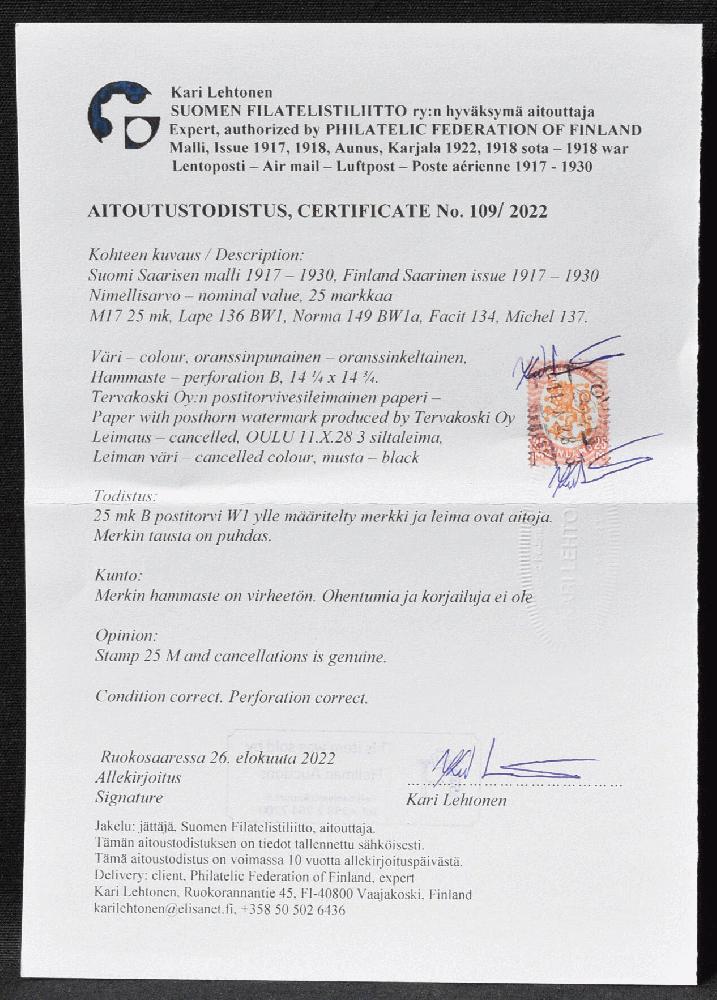 Kari Lehtonen
SUOMEN FILATELISTILIITTO ry:n hyväksymä aitouttaja
Expert, authorized by PHILATELIC FEDERATION OF FINLAND
Malli, Issue 1917, 1918, Aunus, Karjala 1922, 1918 sota – 1918 war
Lentoposti – Air mail – Luftpost – Poste aérienne 1917 - 1930
AITOUTUSTODISTUS, CERTIFICATE No. 109/ 2022
Kohteen kuvaus / Description:
Suomi Saarisen malli 1917 – 1930, Finland Saarinen issue 1917 – 1930
Nimellisarvo – nominal value, 25 markkaa
M17 25 mk, Lape 136 BW1, Norma 149 BW1a, Facit 134, Michel 137.
Väri – colour, oranssinpunainen – oranssinkeltainen,
Hammaste – perforation B, 14 ¼ x 14 ¾.
Tervakoski Oy:n postitorvivesileimainen paperi –
Paper with posthorn watermark produced by Tervakoski Oy
Leimaus – cancelled, OULU 11.X.28 3 siltaleima,
Leiman väri – cancelled colour, musta – black
Todistus:
25 mk B postitorvi W1 ylle määritelty merkki ja leima ovat aitoja.
Merkin tausta on puhdas.
Kunto:
Merkin hammaste on virheetön. Ohentumia ja korjailuja ei ole
Opinion:
Stamp 25 M and cancellations is genuine.
Condition correct. Perforation correct.
Ruokosaaressa 26. elokuuta 2022
Allekirjoitus
Signature
Kari Lehtonen
Jakelu: jättäjä, Suomen Filatelistiliitto, aitouttaja.
Tämän aitoustodistuksen on tiedot tallennettu sähköisesti.
Tämä aitoustodistus on voimassa 10 vuotta allekirjoituspäivästä.
Delivery: client, Philatelic Federation of Finland, expert
Kari Lehtonen, Ruokorannantie 45, FI-40800 Vaajakoski, Finland
karilehtonen@elisanet.fi, +358 50 502 6436